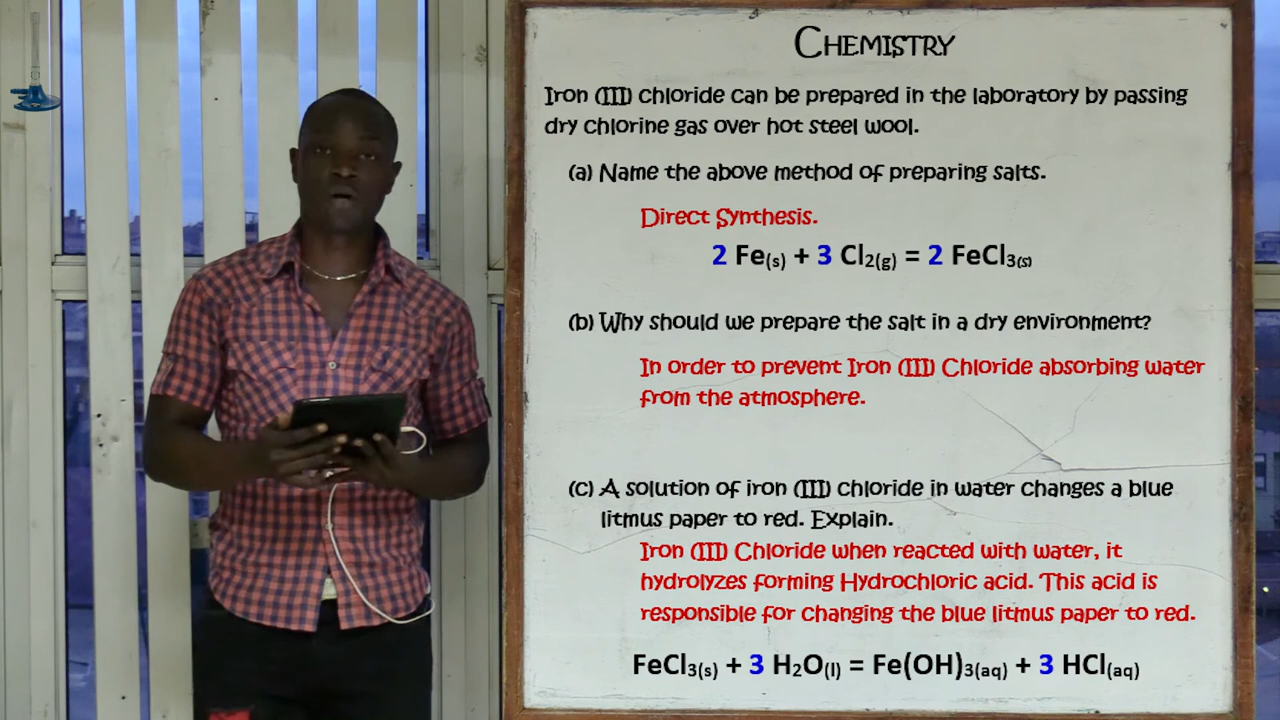 CHEMISTRY
Iron (III) chloride can be prepared in the laboratory by passing
dry chlorine gas over hot steel wool.
(a) Name the above method of preparing salts.
Direct Synthesis.
2 Fe(s) + 3 Cl2(g) = 2 FeCl3(s)
(b) Why should we prepare the salt in a dry environment?
In order to prevent Iron (III) Chloride absorbing water
from the atmosphere.
(c) A solution of iron (III) chloride in water changes a blue
litmus paper to red. Explain.
Iron (III) Chloride when reacted with water, it
hydrolyzes forming Hydrochloric acid. This acid is
responsible for changing the blue litmus paper to red.
FeCl3(s) + 3 H2O(l) = Fe(OH)3(aq) + 3 HCl(aq)